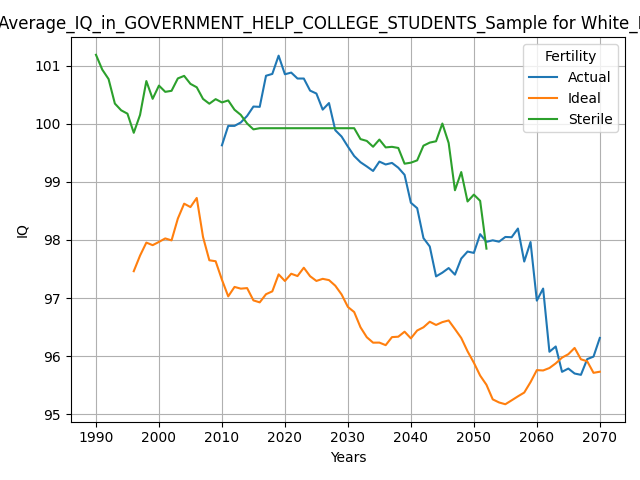 Average_IQ_in_GOVERNMENT_HELP_COLLEGE_STUDENTS_Sample for White_
Fertility
Actual
Ideal
Sterile
IQ
101
100
99
98
97
96
95
1990 2000 2010 2020 2030 2040 2050 2060 2070
Years